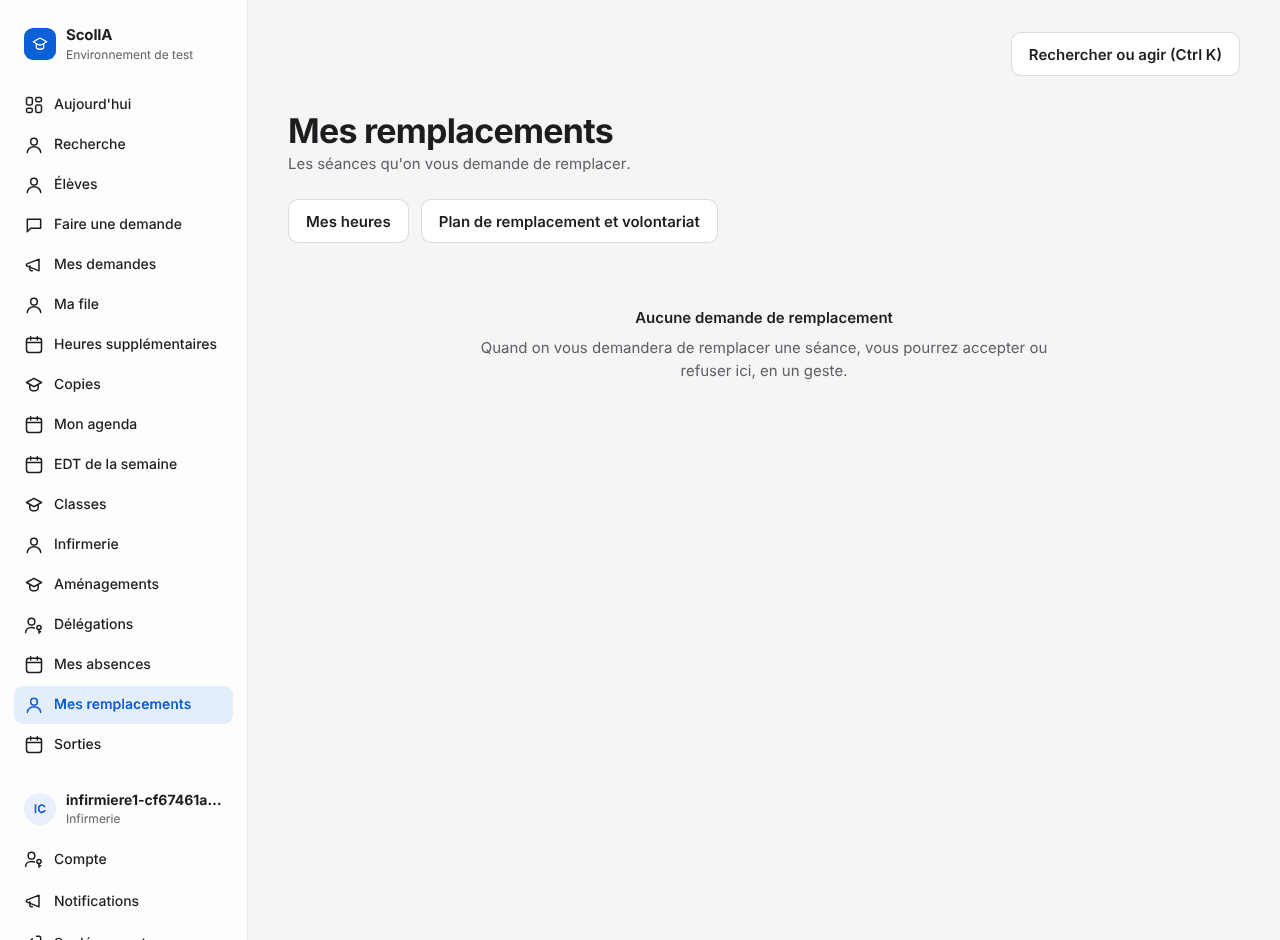 ScolIA
Environnement de test
Aujourd'hui
Recherche
Élèves
Faire une demande
Mes demandes
Ma file
Heures supplémentaires
Copies
Mon agenda
EDT de la semaine
Classes
Infirmerie
Aménagements
Délégations
Mes absences
Mes remplacements
Sorties
IC
infirmiere1-cf67461a...
Infirmerie
Compte
Notifications
Rechercher ou agir (Ctrl K)
Mes remplacements
Les séances qu'on vous demande de remplacer.
Mes heures
Plan de remplacement et volontariat
Aucune demande de remplacement
Quand on vous demandera de remplacer une séance, vous pourrez accepter ou
refuser ici, en un geste.